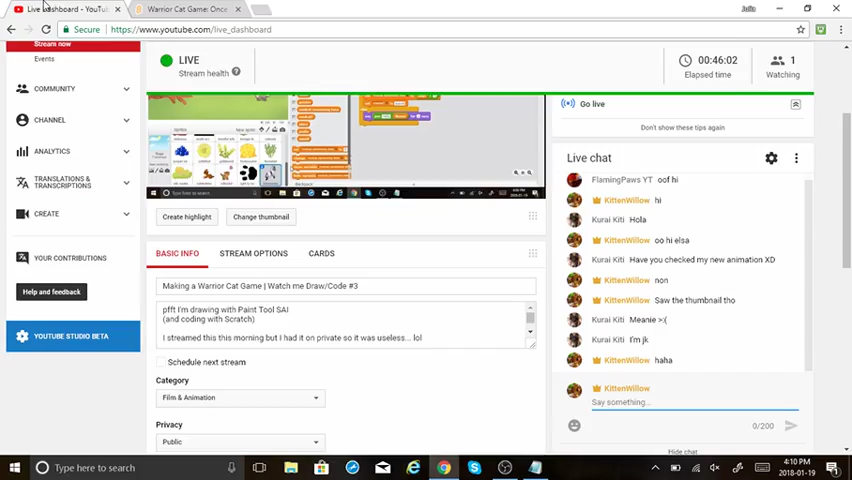 Live dashboard - YouTu
Warrior Cat Game: Once
Julia
Secure
https://www.youtube.com/live_dashboard
Stream now
Events
COMMUNITY
CHANNEL
ANALYTICS
TRANSLATIONS & TRANSCRIPTIONS
CREATE
YOUR CONTRIBUTIONS
Help and feedback
YOUTUBE STUDIO BETA
LIVE
Stream health ?
00:46:02
Elapsed time
1
Watching
Create highlight
Change thumbnail
BASIC INFO
STREAM OPTIONS
CARDS
Making a Warrior Cat Game | Watch me Draw/Code #3
pfft I'm drawing with Paint Tool SAI
(and coding with Scratch)
I streamed this this morning but I had it on private so it was useless... lol
Schedule next stream
Category
Film & Animation
Privacy
Public
Go live
Don't show these tips again
Live chat
FlamingPaws YT oof hi
KittenWillow hi
Kurai Kiti Hola
KittenWillow oo hi elsa
Kurai Kiti Have you checked my new animation XD
KittenWillow non
KittenWillow Saw the thumbnail tho
Kurai Kiti Meanie >:(
Kurai Kiti I'm jk
KittenWillow haha
KittenWillow
Say something...
0/200
Hide chat
Type here to search
4:10 PM
2018-01-19